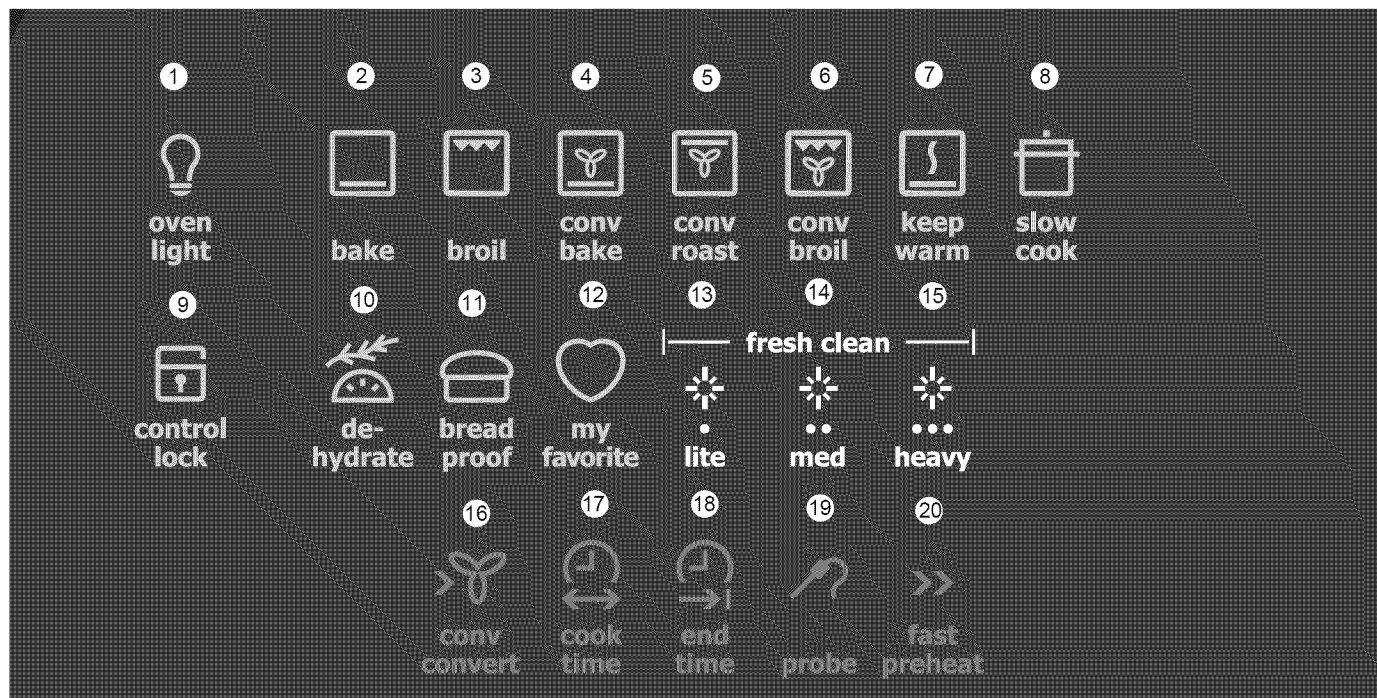 1 2 3 4 5 6 7 8
oven light bake broil conv bake conv roast conv broil keep warm slow cook
9 10 11 12 13 14 15
fresh clean
control lock de- hydrate bread proof my favorite lite med heavy
16 17 18 19 20
conv convert cook time end time probe fast preheat